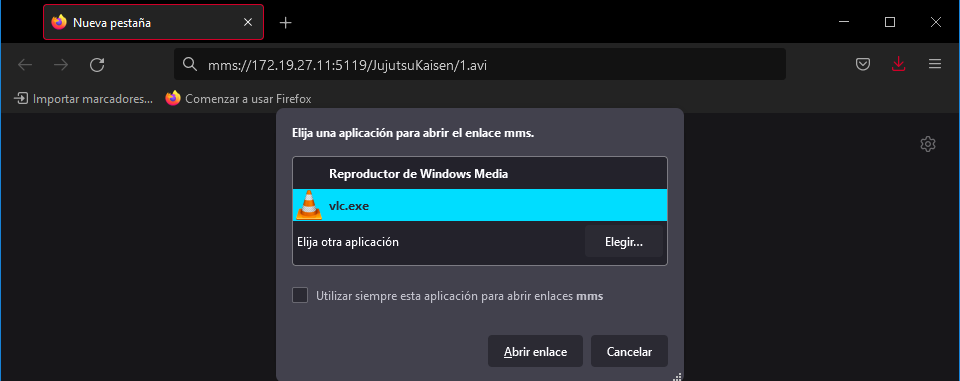 Nueva pestaña
mms://172.19.27.11:5119/JujutsuKaisen/1.avi
Importar marcadores... Comenzar a usar Firefox
Elija una aplicación para abrir el enlace mms.
Reproductor de Windows Media
vlc.exe
Elija otra aplicación Elegir...
Utilizar siempre esta aplicación para abrir enlaces mms
Abrir enlace Cancelar